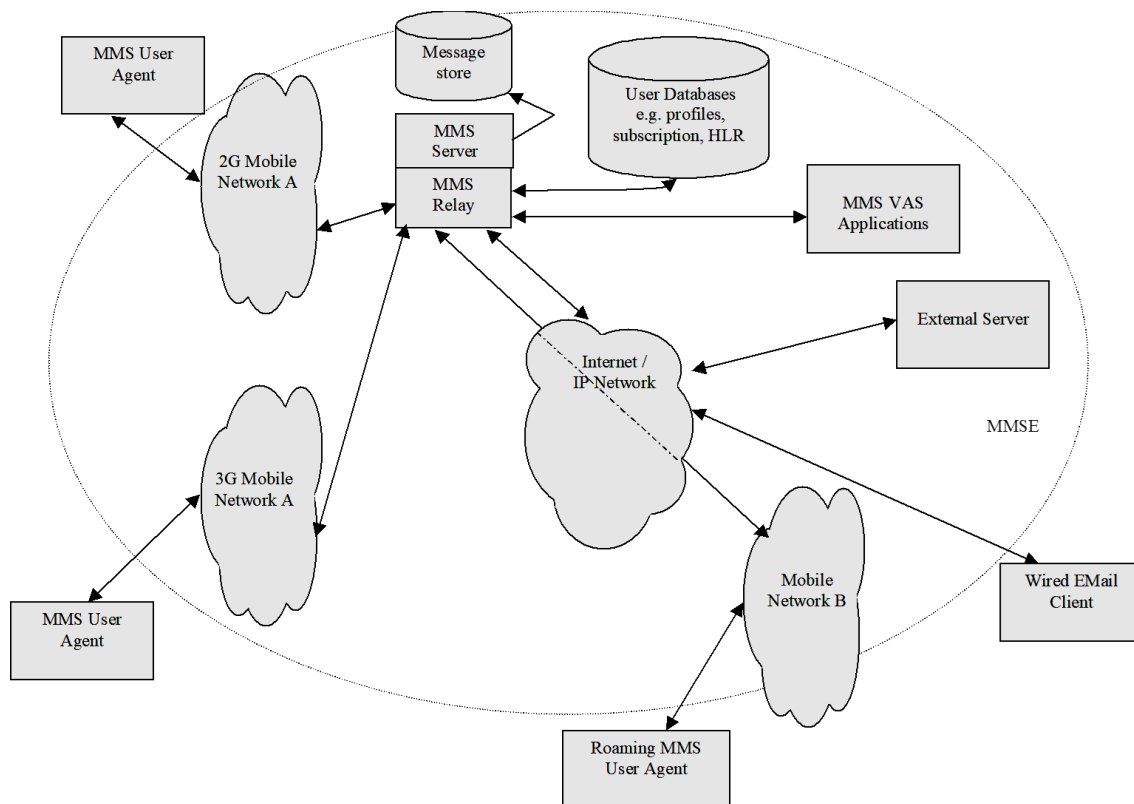 MMS User
Agent
Message
store
User Databases
e.g. profiles,
subscription, HLR
MMS
Server
MMS
Relay
2G Mobile
Network A
MMS VAS
Applications
External Server
Internet /
IP Network
MMSE
3G Mobile
Network A
MMS User
Agent
Mobile
Network B
Wired EMail
Client
Roaming MMS
User Agent